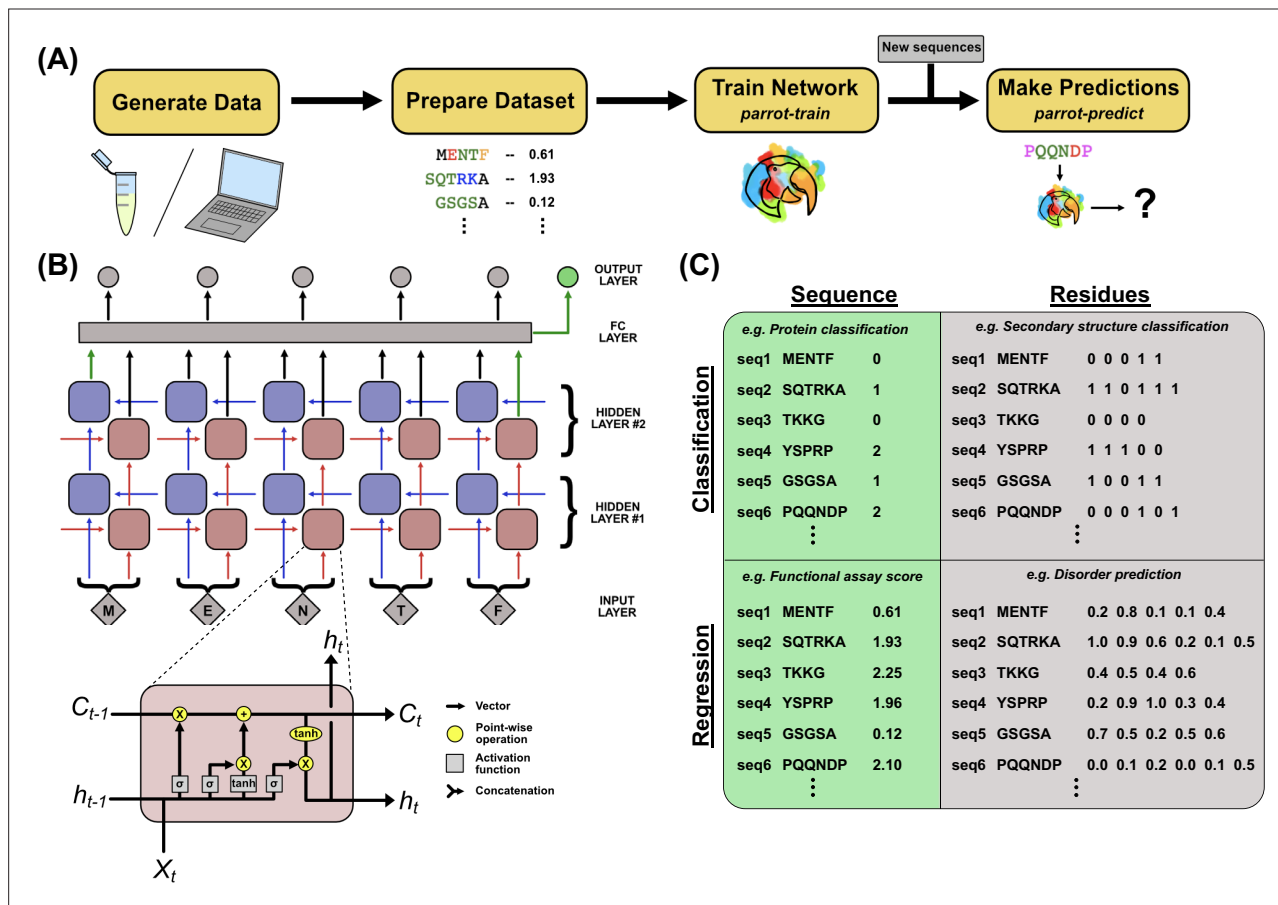 (A)
New sequences
Generate Data
Prepare Dataset
Train Network
parrot-train
Make Predictions
parrot-predict
MENTF -- 0.61
SQTRKA -- 1.93
GSGSA -- 0.12
PQQNDP
?
(B)
OUTPUT
LAYER
FC
LAYER
HIDDEN
LAYER #2
HIDDEN
LAYER #1
INPUT
LAYER
M E N T F
h_t
C_{t-1}
C_t
X
+
tanh
X
X
σ σ tanh σ
h_{t-1}
h_t
X_t
Vector
Point-wise
operation
Activation
function
Concatenation
(C)
Sequence Residues
Classification
e.g. Protein classification
seq1 MENTF 0
seq2 SQTRKA 1
seq3 TKKG 0
seq4 YSPRP 2
seq5 GSGSA 1
seq6 PQQNDP 2
e.g. Secondary structure classification
seq1 MENTF 0 0 0 1 1
seq2 SQTRKA 1 1 0 1 1 1
seq3 TKKG 0 0 0 0
seq4 YSPRP 1 1 1 0 0
seq5 GSGSA 1 0 0 1 1
seq6 PQQNDP 0 0 0 1 0 1
Regression
e.g. Functional assay score
seq1 MENTF 0.61
seq2 SQTRKA 1.93
seq3 TKKG 2.25
seq4 YSPRP 1.96
seq5 GSGSA 0.12
seq6 PQQNDP 2.10
e.g. Disorder prediction
seq1 MENTF 0.2 0.8 0.1 0.1 0.4
seq2 SQTRKA 1.0 0.9 0.6 0.2 0.1 0.5
seq3 TKKG 0.4 0.5 0.4 0.6
seq4 YSPRP 0.2 0.9 1.0 0.3 0.4
seq5 GSGSA 0.7 0.5 0.2 0.5 0.6
seq6 PQQNDP 0.0 0.1 0.2 0.0 0.1 0.5